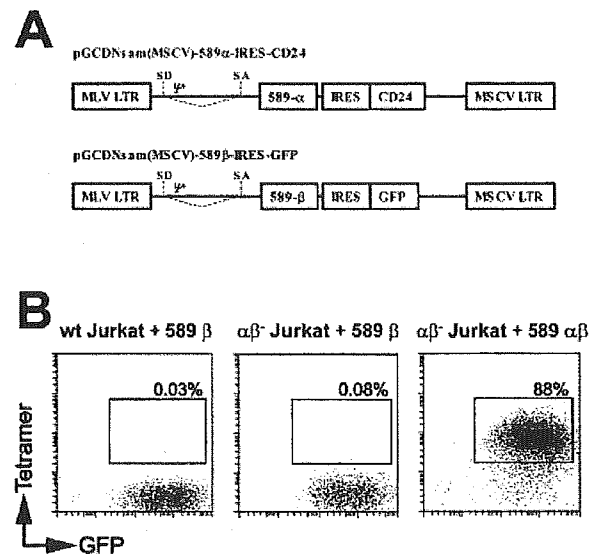 A
pGCDNsam(MSCV)-589α-IRES-CD24
SD ψ+ SA
MLV LTR 589-α IRES CD24 MSCV LTR
pGCDNsam(MSCV)-589β-IRES-GFP
SD ψ+ SA
MLV LTR 589-β IRES GFP MSCV LTR
B
wt Jurkat + 589 β αβ- Jurkat + 589 β αβ- Jurkat + 589 αβ
0.03% 0.08% 88%
Tetramer
GFP